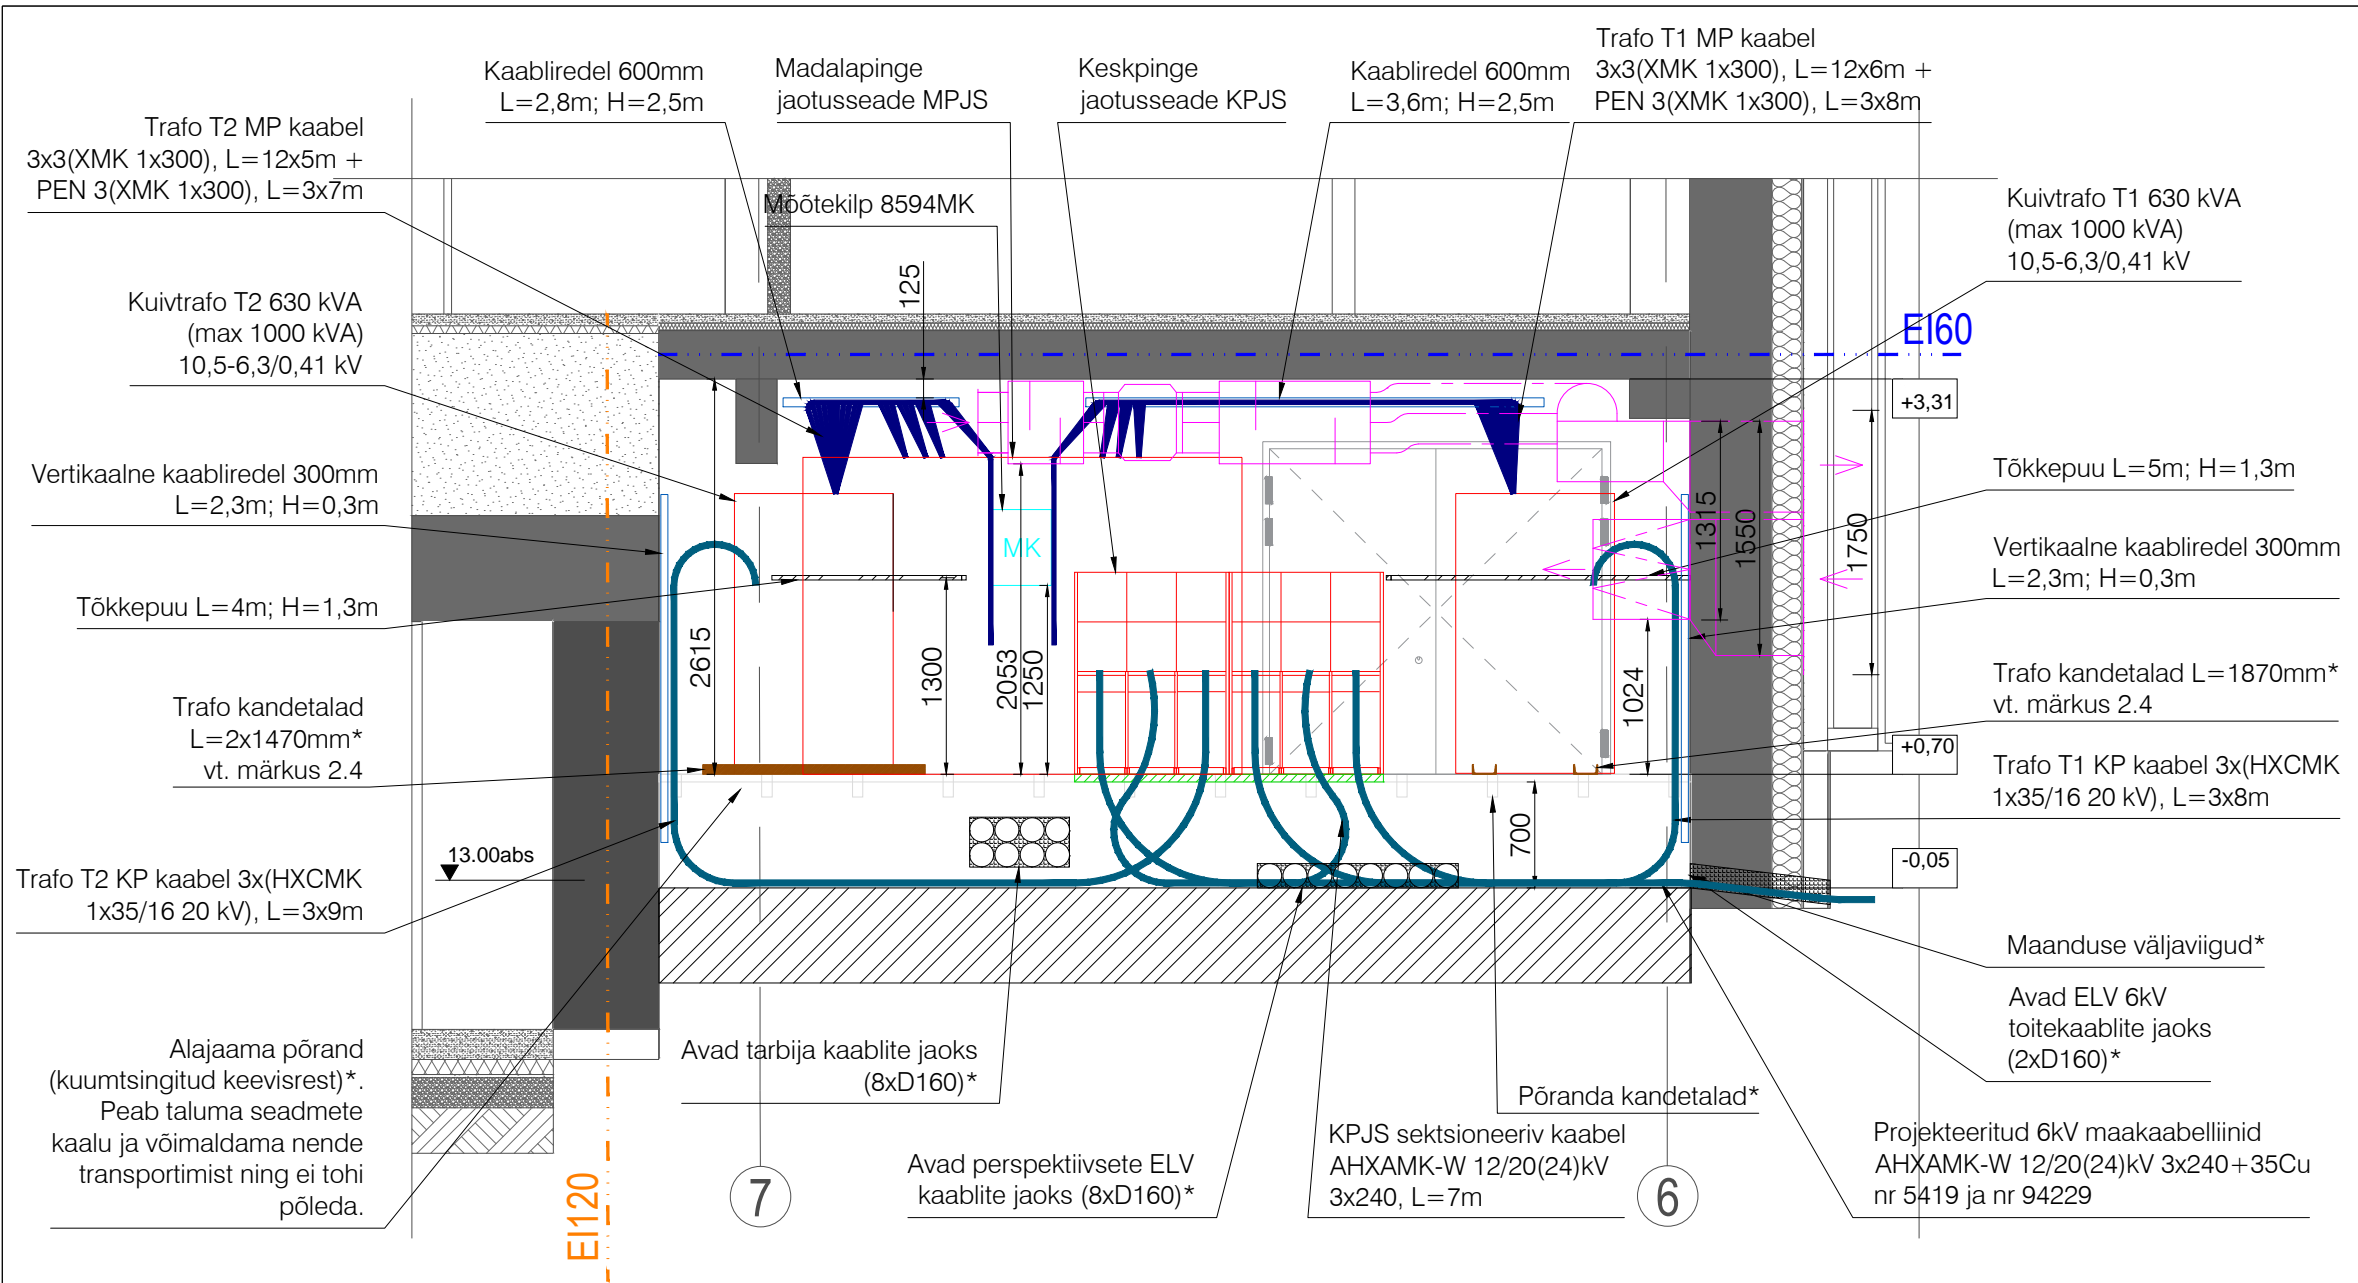 Kaabliredel 600mm
L=2,8m; H=2,5m
Madalapinge
jaotusseade MPJS
Keskpinge
jaotusseade KPJS
Kaabliredel 600mm
L=3,6m; H=2,5m
Trafo T1 MP kaabel
3x3(XMK 1x300), L=12x6m +
PEN 3(XMK 1x300), L=3x8m
Trafo T2 MP kaabel
3x3(XMK 1x300), L=12x5m +
PEN 3(XMK 1x300), L=3x7m
Mõõtekilp 8594MK
Kuivtrafo T1 630 kVA
(max 1000 kVA)
10,5-6,3/0,41 kV
Kuivtrafo T2 630 kVA
(max 1000 kVA)
10,5-6,3/0,41 kV
125
EI60
+3,31
Vertikaalne kaabliredel 300mm
L=2,3m; H=0,3m
Tõkkepuu L=5m; H=1,3m
MK
1315
1550
1750
Vertikaalne kaabliredel 300mm
L=2,3m; H=0,3m
Tõkkepuu L=4m; H=1,3m
2615
1300
2053
1250
1024
Trafo kandetalad L=1870mm*
vt. märkus 2.4
Trafo kandetalad
L=2x1470mm*
vt. märkus 2.4
+0,70
Trafo T1 KP kaabel 3x(HXCMK
1x35/16 20 kV), L=3x8m
700
13.00abs
-0,05
Trafo T2 KP kaabel 3x(HXCMK
1x35/16 20 kV), L=3x9m
Maanduse väljaviigud*
Avad ELV 6kV
toitekaablite jaoks
(2xD160)*
Alajaama põrand
(kuumtsingitud keevisrest)*.
Peab taluma seadmete
kaalu ja võimaldama nende
transportimist ning ei tohi
põleda.
Avad tarbija kaablite jaoks
(8xD160)*
Põranda kandetalad*
KPJS sektsioneeriv kaabel
AHXAMK-W 12/20(24)kV
3x240, L=7m
Projekteeritud 6kV maakaabelliinid
AHXAMK-W 12/20(24)kV 3x240+35Cu
nr 5419 ja nr 94229
Avad perspektiivsete ELV
kaablite jaoks (8xD160)*
EI120
7
6